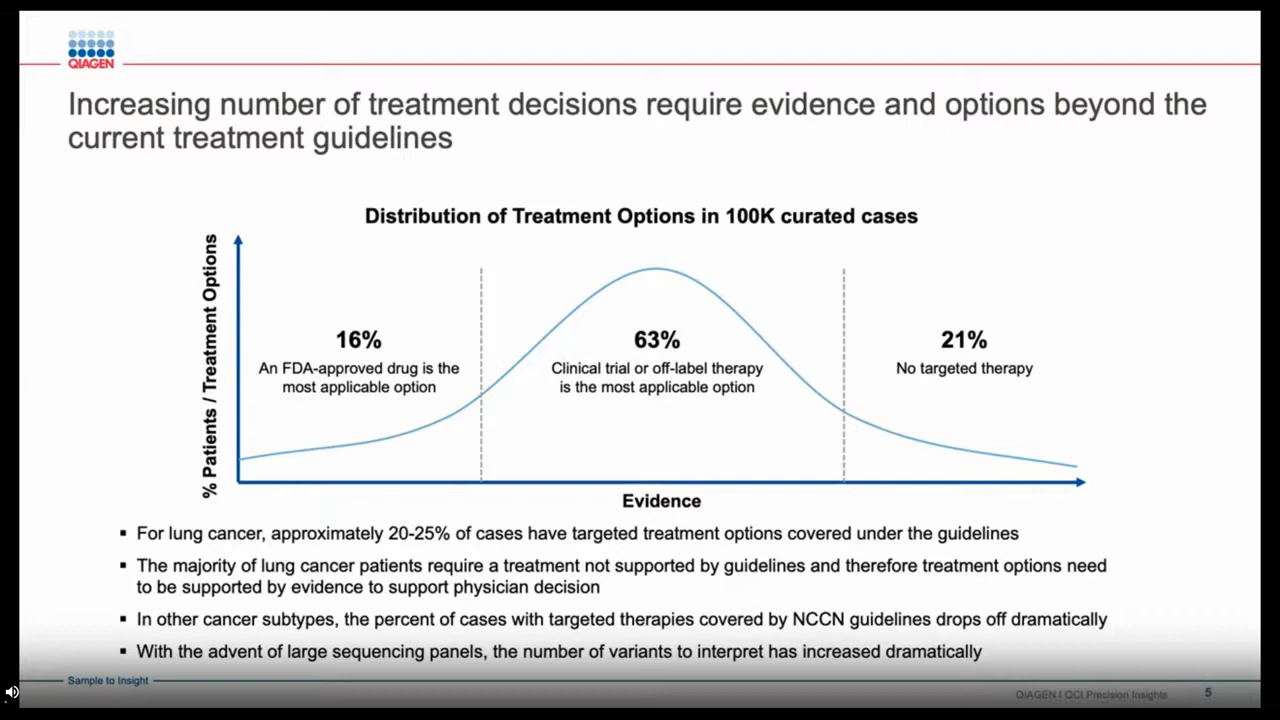 QIAGEN
Increasing number of treatment decisions require evidence and options beyond the
current treatment guidelines
Distribution of Treatment Options in 100K curated cases
% Patients / Treatment Options
16%
An FDA-approved drug is the
most applicable option
63%
Clinical trial or off-label therapy
is the most applicable option
21%
No targeted therapy
Evidence
▪ For lung cancer, approximately 20-25% of cases have targeted treatment options covered under the guidelines
▪ The majority of lung cancer patients require a treatment not supported by guidelines and therefore treatment options need
to be supported by evidence to support physician decision
▪ In other cancer subtypes, the percent of cases with targeted therapies covered by NCCN guidelines drops off dramatically
▪ With the advent of large sequencing panels, the number of variants to interpret has increased dramatically
Sample to Insight
QIAGEN I QCI Precision Insights
5